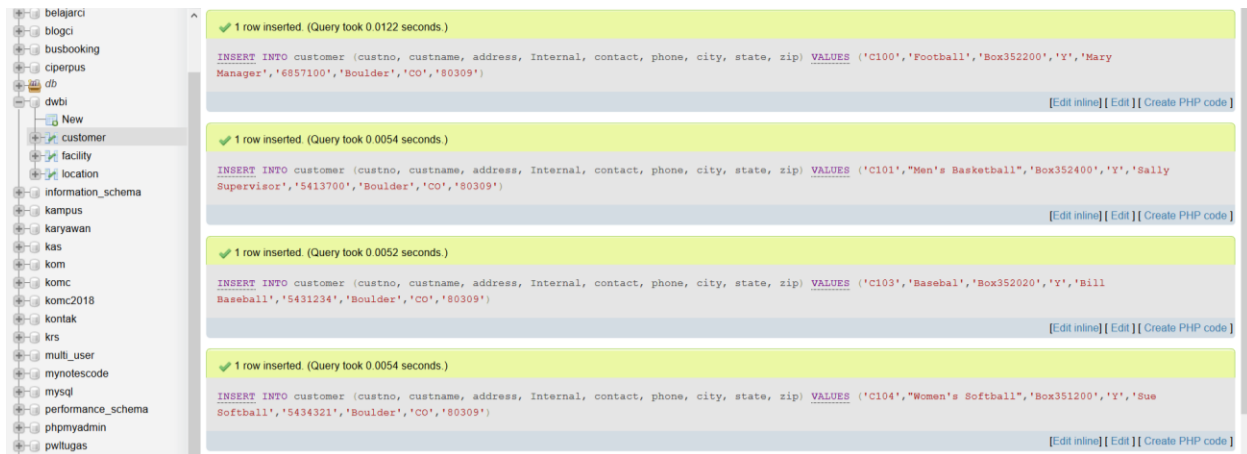 belajarci
blogci
busbooking
ciperpus
db
dwbi
New
customer
facility
location
information_schema
kampus
karyawan
kas
kom
komc
komc2018
kontak
krs
multi_user
mynotescode
mysql
performance_schema
phpmyadmin
pwltugas
1 row inserted. (Query took 0.0122 seconds.)
INSERT INTO customer (custno, custname, address, Internal, contact, phone, city, state, zip) VALUES ('C100','Football','Box352200','Y','Mary
Manager','6857100','Boulder','CO','80309')
[Edit inline] [ Edit ] [ Create PHP code ]
1 row inserted. (Query took 0.0054 seconds.)
INSERT INTO customer (custno, custname, address, Internal, contact, phone, city, state, zip) VALUES ('C101',"Men's Basketball",'Box352400','Y','Sally
Supervisor','5413700','Boulder','CO','80309')
[Edit inline] [ Edit ] [ Create PHP code ]
1 row inserted. (Query took 0.0052 seconds.)
INSERT INTO customer (custno, custname, address, Internal, contact, phone, city, state, zip) VALUES ('C103','Basebal','Box352020','Y','Bill
Baseball','5431234','Boulder','CO','80309')
[Edit inline] [ Edit ] [ Create PHP code ]
1 row inserted. (Query took 0.0054 seconds.)
INSERT INTO customer (custno, custname, address, Internal, contact, phone, city, state, zip) VALUES ('C104',"Women's Softball",'Box351200','Y','Sue
Softball','5434321','Boulder','CO','80309')
[Edit inline] [ Edit ] [ Create PHP code ]